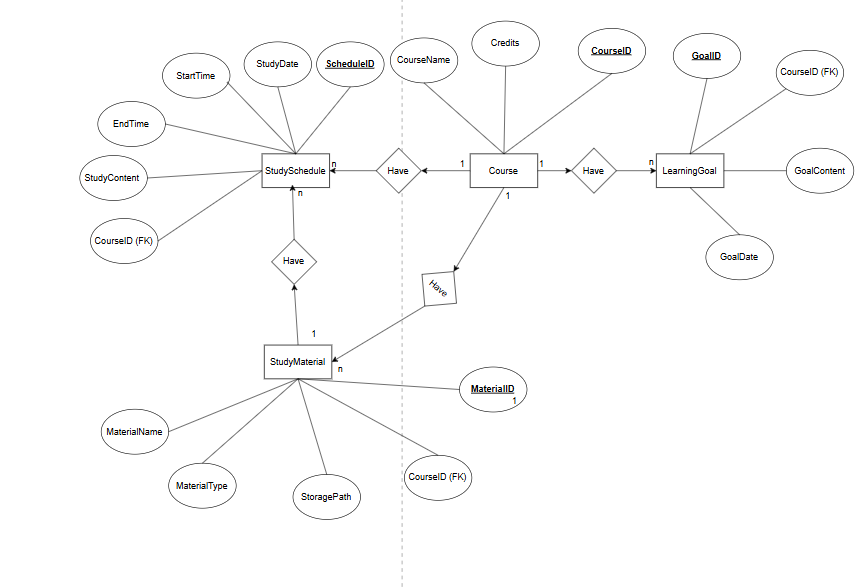 CourseName
Credits
CourseID
GoalID
StartTime
StudyDate
ScheduleID
CourseID (FK)
EndTime
StudyContent
StudySchedule
n
Have
1
Course
1
Have
n
LearningGoal
GoalContent
n
1
CourseID (FK)
GoalDate
Have
Have
1
StudyMaterial
n
MaterialID
1
MaterialName
MaterialType
StoragePath
CourseID (FK)